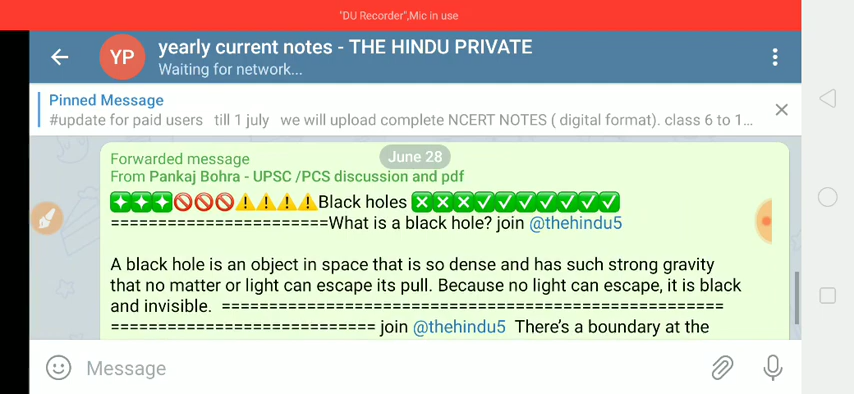 "DU Recorder",Mic in use
YP
yearly current notes - THE HINDU PRIVATE
Waiting for network...
Pinned Message
#update for paid users till 1 july we will upload complete NCERT NOTES ( digital format). class 6 to 1...
June 28
Forwarded message
From Pankaj Bohra - UPSC /PCS discussion and pdf
✨✨✨🚫🚫🚫⚠️⚠️⚠️⚠️Black holes ❎❎❎✅✅✅✅✅✅✅
=======================What is a black hole? join @thehindu5
A black hole is an object in space that is so dense and has such strong gravity
that no matter or light can escape its pull. Because no light can escape, it is black
and invisible. =====================================================
============================ join @thehindu5 There's a boundary at the
Message